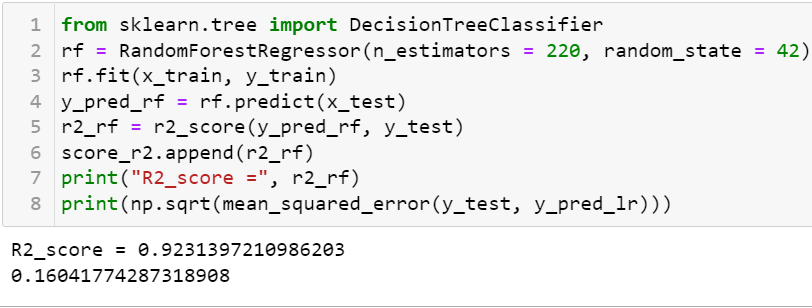 1 from sklearn.tree import DecisionTreeClassifier
2 rf = RandomForestRegressor(n_estimators = 220, random_state = 42)
3 rf.fit(x_train, y_train)
4 y_pred_rf = rf.predict(x_test)
5 r2_rf = r2_score(y_pred_rf, y_test)
6 score_r2.append(r2_rf)
7 print("R2_score =", r2_rf)
8 print(np.sqrt(mean_squared_error(y_test, y_pred_lr)))
R2_score = 0.9231397210986203
0.16041774287318908